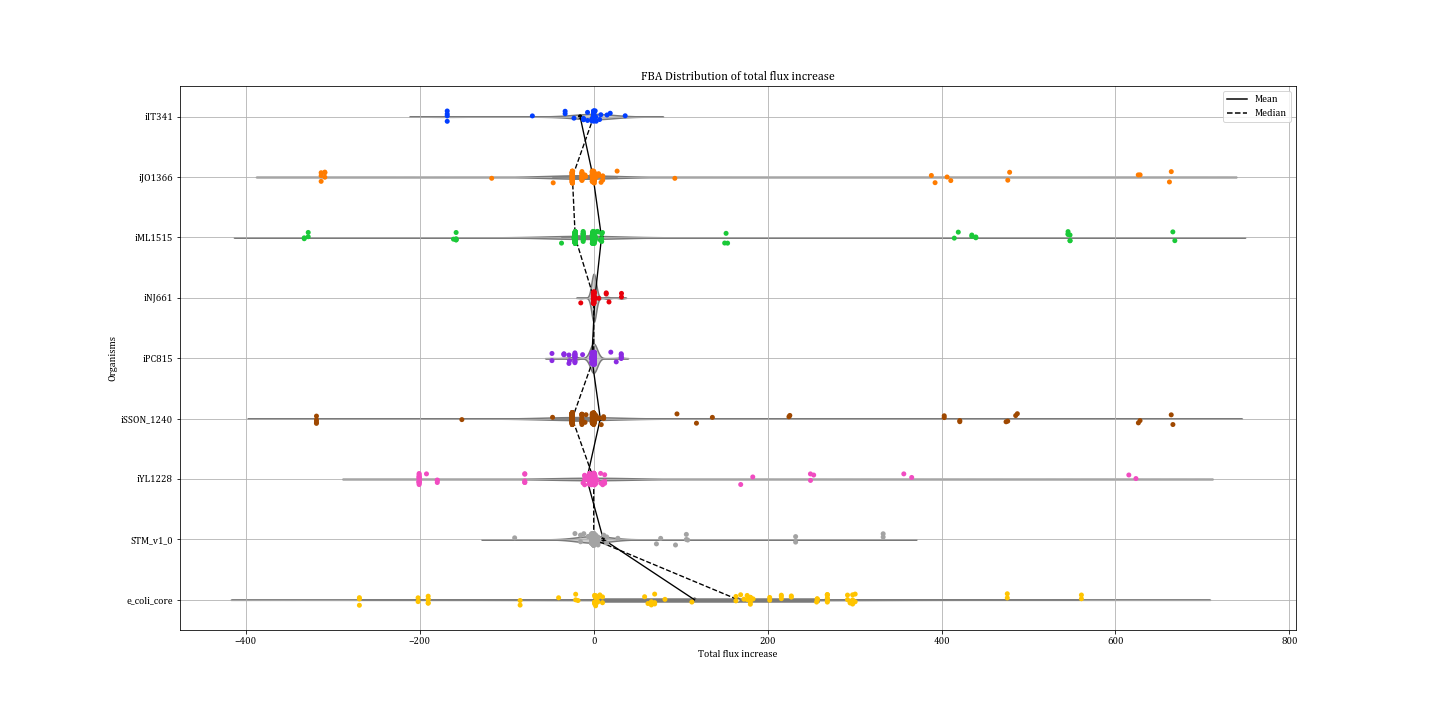 FBA Distribution of total flux increase
Mean
Median
iIT341
iJO1366
iML1515
iNJ661
iPC815
iSSON_1240
iYL1228
STM_v1_0
e_coli_core
Organisms
−400
−200
0
200
400
600
800
Total flux increase